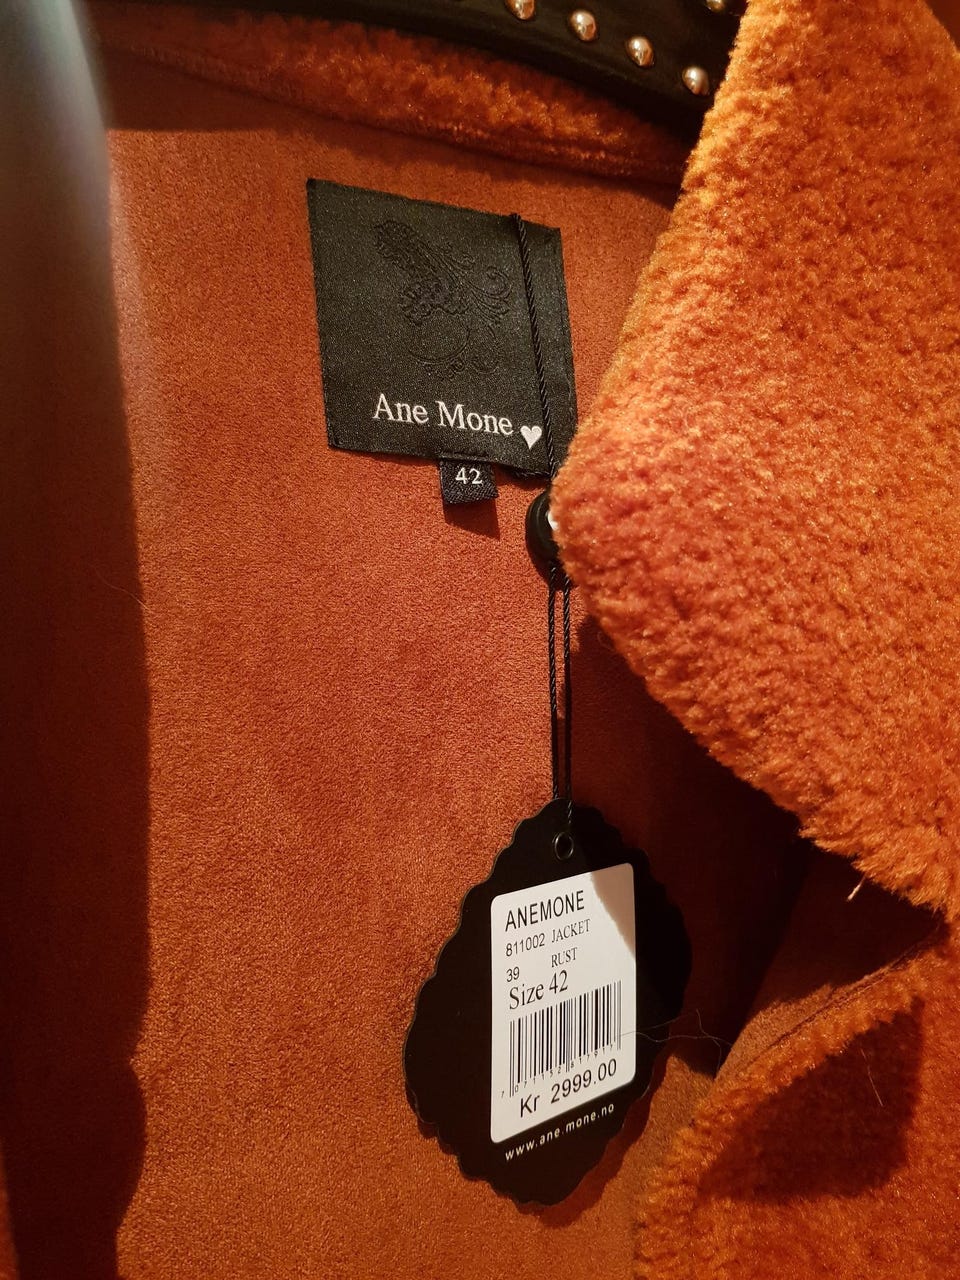 Ane Mone
42
ANEMONE
811002 JACKET
39 RUST
Size 42
Kr 2999.00
www.ane.mone.no